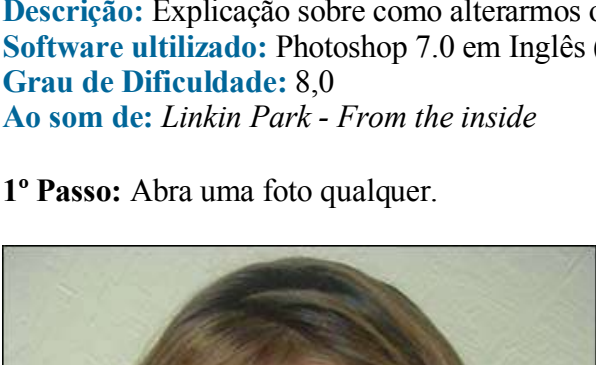 Descrição: Explicação sobre como alterarmos
Software ultilizado: Photoshop 7.0 em Inglês (
Grau de Dificuldade: 8,0
Ao som de: Linkin Park - From the inside
1º Passo: Abra uma foto qualquer.